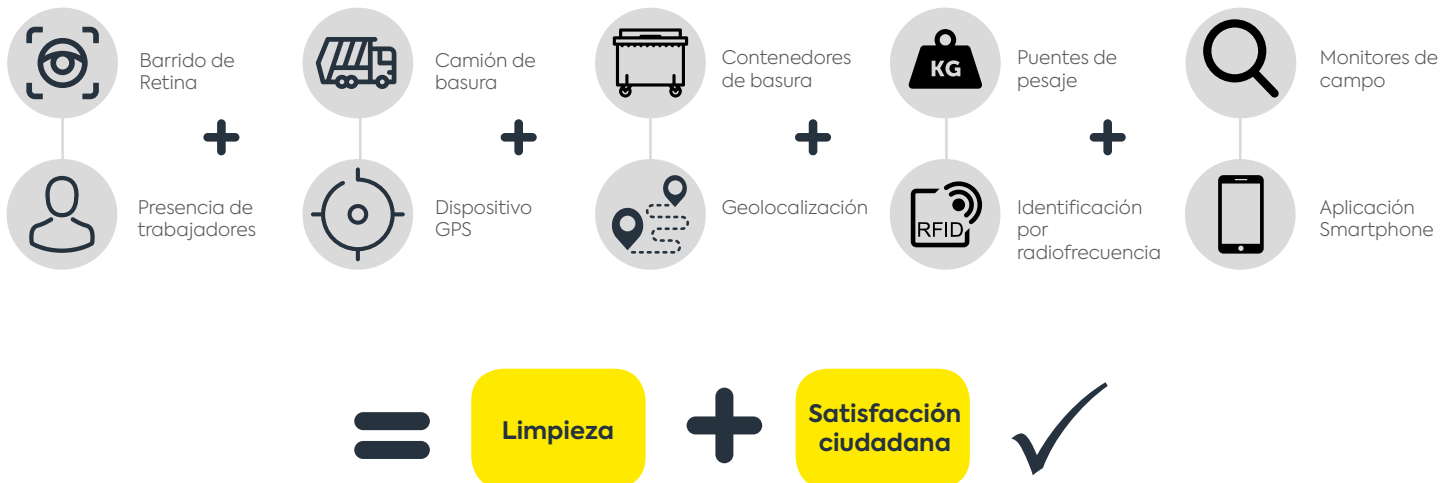 Barrido de
Retina
Camión de
basura
Contenedores
de basura
KG
Puentes de
pesaje
Monitores de
campo
Presencia de
trabajadores
Dispositivo
GPS
Geolocalización
RFID
Identificación
por
radiofrecuencia
Aplicación
Smartphone
Limpieza
Satisfacción
ciudadana